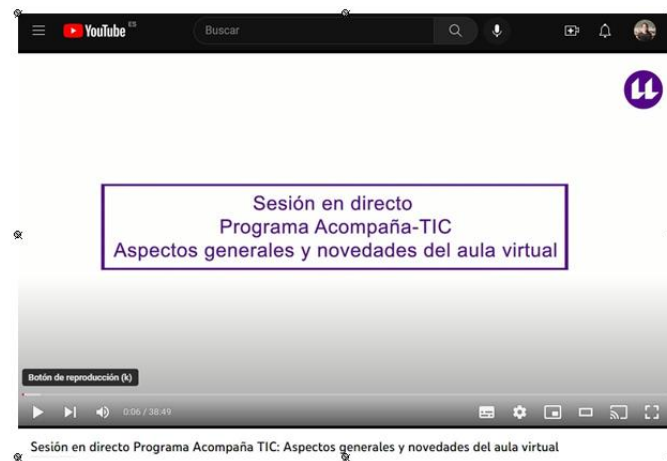 YouTube ES
Buscar
Sesión en directo
Programa Acompaña-TIC
Aspectos generales y novedades del aula virtual
Botón de reproducción (k)
0:06 / 38:49
Sesión en directo Programa Acompaña TIC: Aspectos generales y novedades del aula virtual